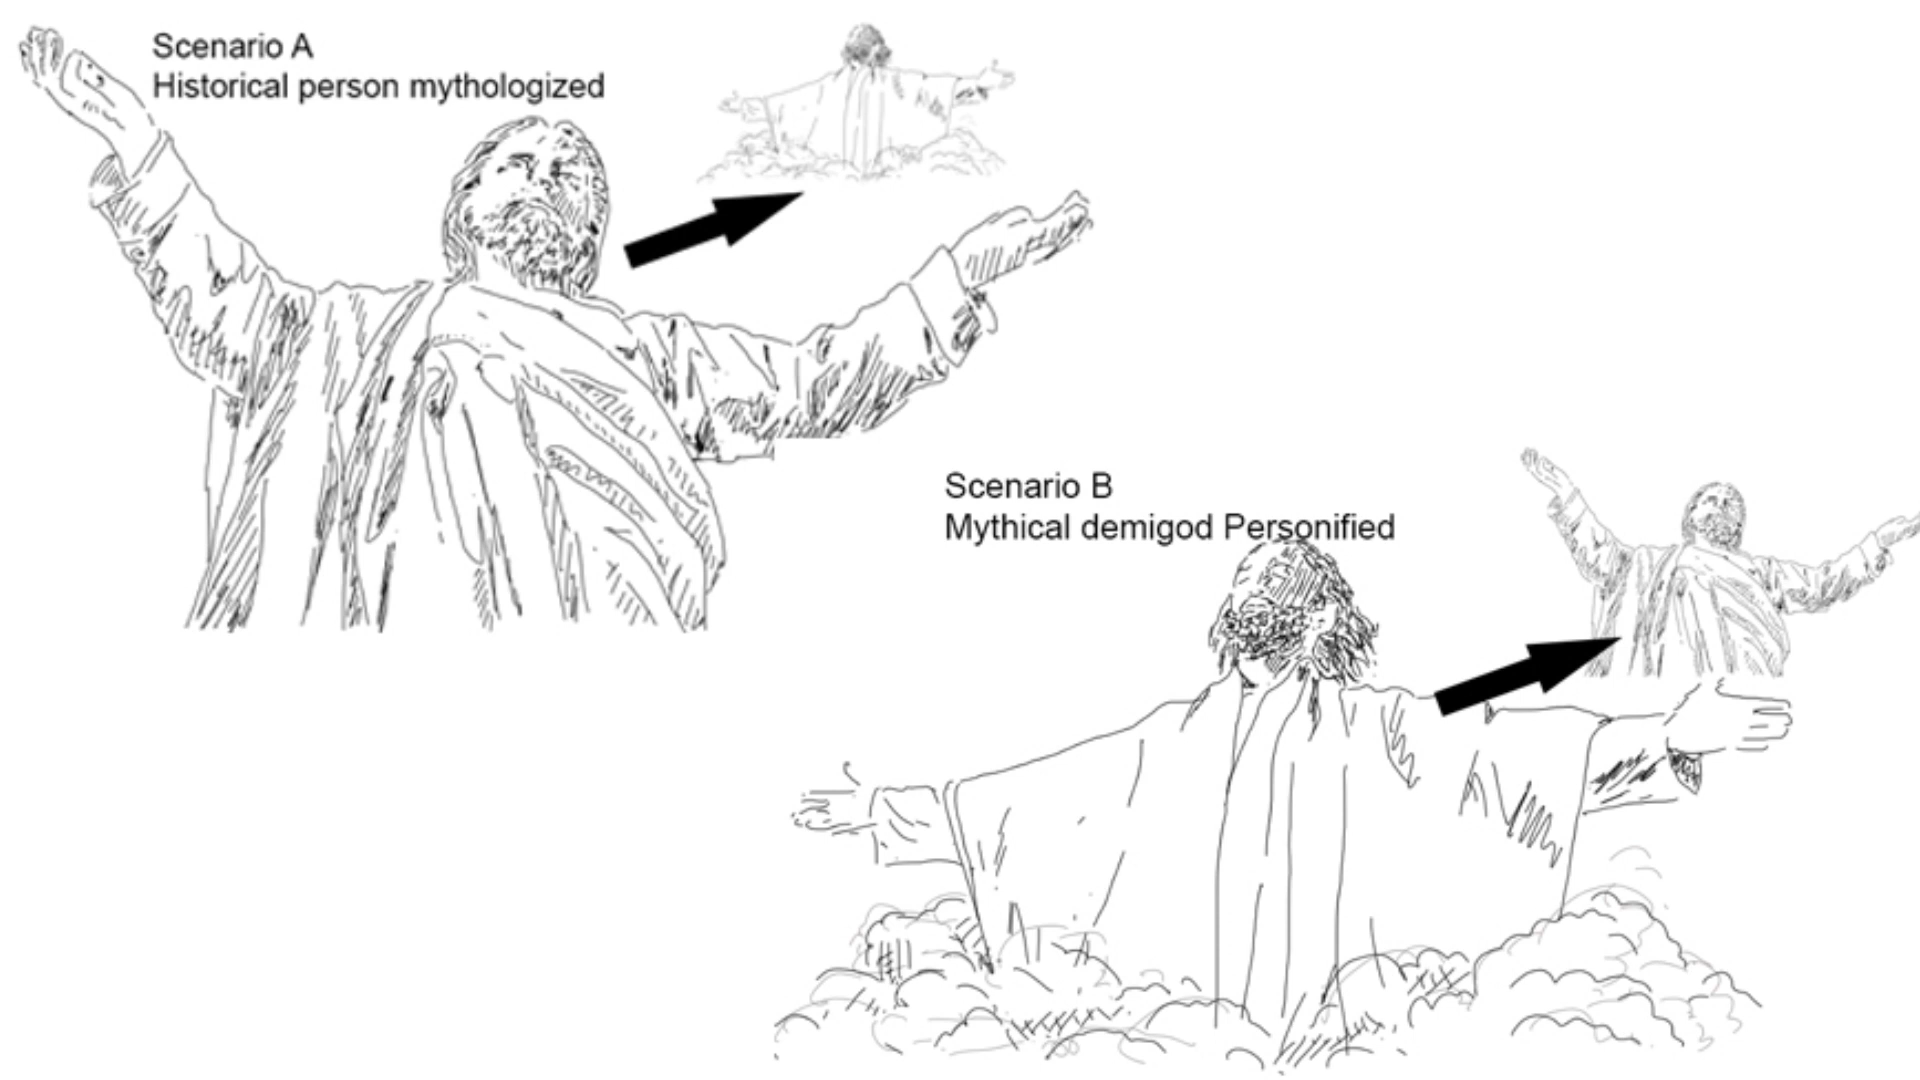 Scenario A
Historical person mythologized
Scenario B
Mythical demigod Personified